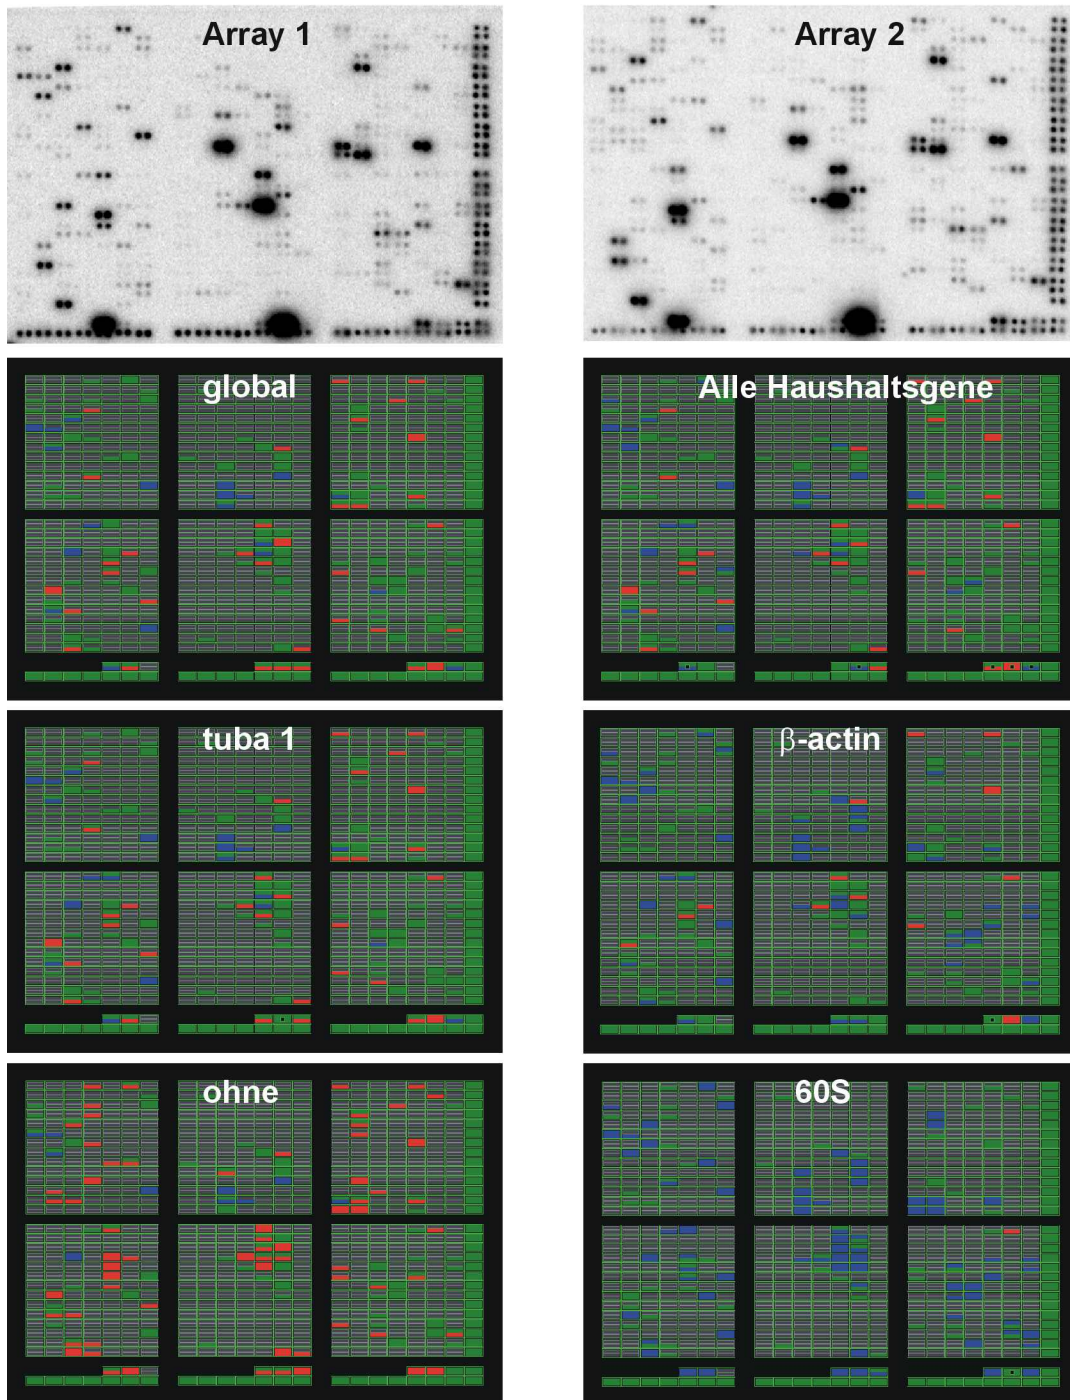 Array 1
Array 2
global
Alle Haushaltsgene
tuba 1
β-actin
ohne
60S